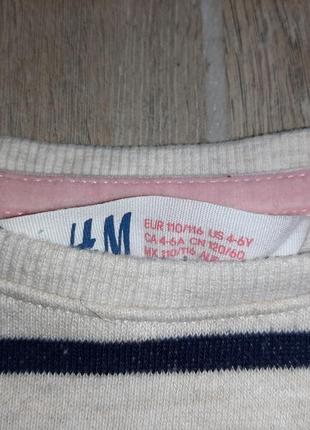 H M
EUR 110/116 US 4-6Y
CA 4-6A CN 120/60
MX 110/116